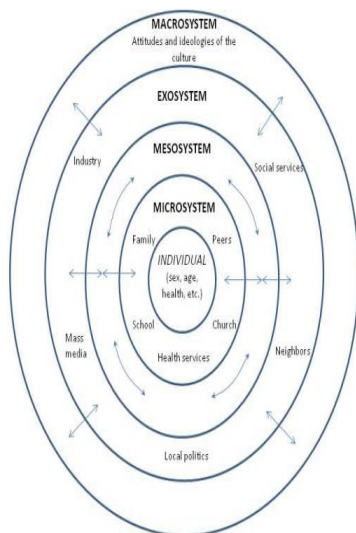 MACROSYSTEM
Attitudes and ideologies of the
culture
EXOSYSTEM
Industry
MESOSYSTEM
Social services
MICROSYSTEM
Family
Peers
INDIVIDUAL
(sex, age,
health, etc.)
School
Church
Mass
media
Health services
Neighbors
Local politics